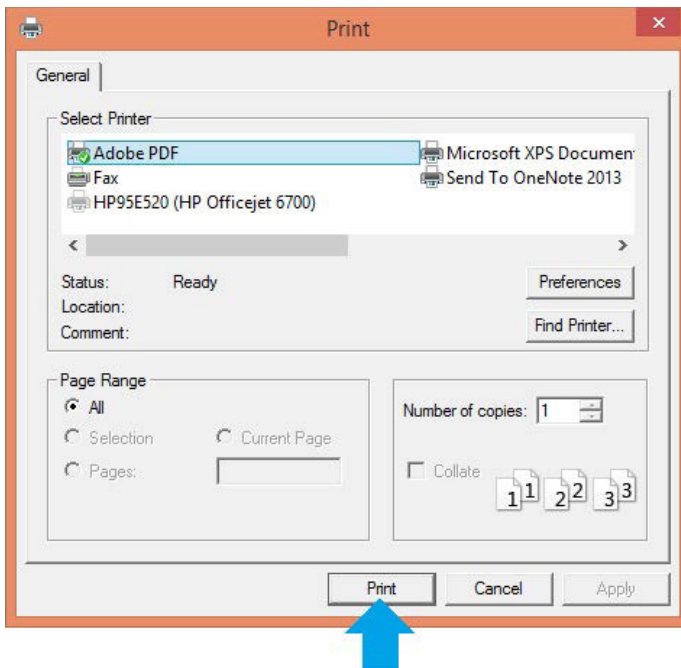 Print
General
Select Printer
Adobe PDF
Microsoft XPS Documen
Fax
Send To OneNote 2013
HP95E520 (HP Officejet 6700)
Status: Ready
Preferences
Location:
Comment:
Find Printer...
Page Range
All
Number of copies: 1
Selection
Current Page
Pages:
Collate
1 1 2 2 3 3
Print
Cancel
Apply